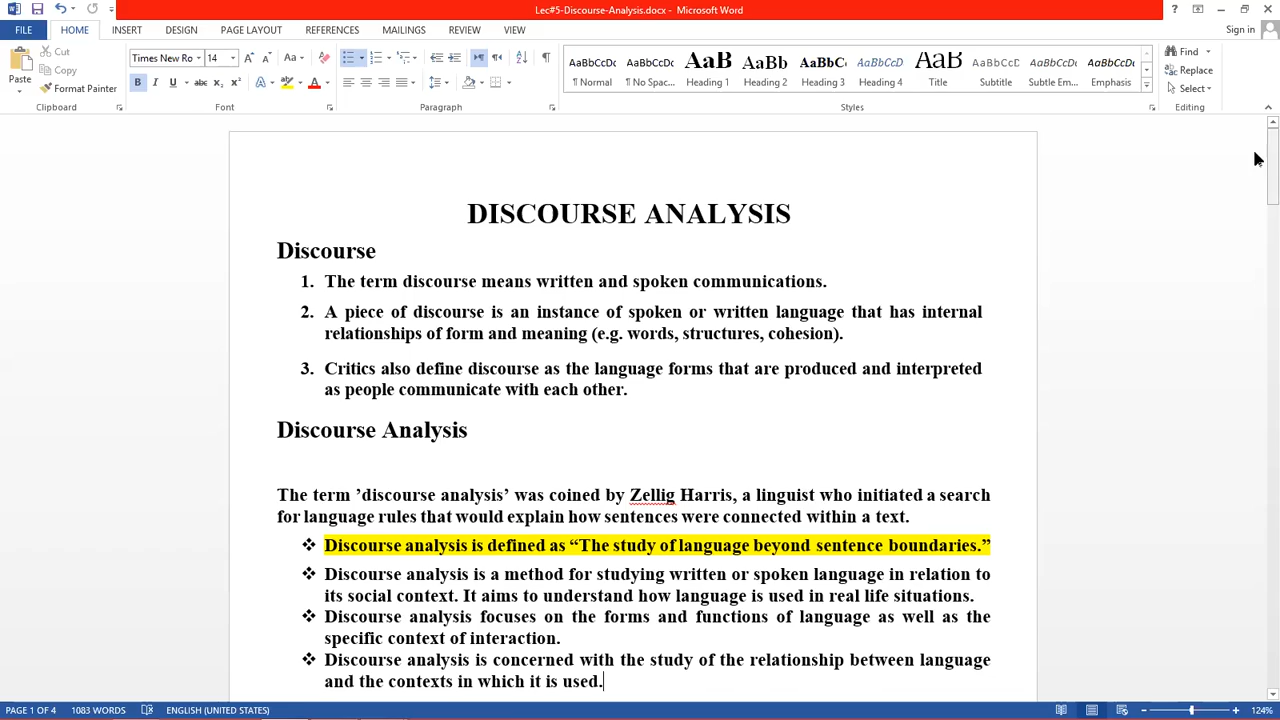 Lec#5-Discourse-Analysis.docx - Microsoft Word
FILE HOME INSERT DESIGN PAGE LAYOUT REFERENCES MAILINGS REVIEW VIEW Sign in
Paste Cut Copy Format Painter Clipboard
Times New Ro 14 Font
Paragraph
AaBbCcDc ¶ Normal
AaBbCcDc ¶ No Spac...
AaB Heading 1
AaBb( Heading 2
AaBbC Heading 3
AaBbCcD Heading 4
AaB Title
AaBbCcD Subtitle
AaBbCcDc Subtle Em...
AaBbCcDc Emphasis
Styles
Find Replace Select Editing
DISCOURSE ANALYSIS
Discourse
1. The term discourse means written and spoken communications.
2. A piece of discourse is an instance of spoken or written language that has internal
relationships of form and meaning (e.g. words, structures, cohesion).
3. Critics also define discourse as the language forms that are produced and interpreted
as people communicate with each other.
Discourse Analysis
The term ’discourse analysis’ was coined by Zellig Harris, a linguist who initiated a search
for language rules that would explain how sentences were connected within a text.
❖ Discourse analysis is defined as “The study of language beyond sentence boundaries.”
❖ Discourse analysis is a method for studying written or spoken language in relation to
its social context. It aims to understand how language is used in real life situations.
❖ Discourse analysis focuses on the forms and functions of language as well as the
specific context of interaction.
❖ Discourse analysis is concerned with the study of the relationship between language
and the contexts in which it is used.
PAGE 1 OF 4 1083 WORDS ENGLISH (UNITED STATES) 124%